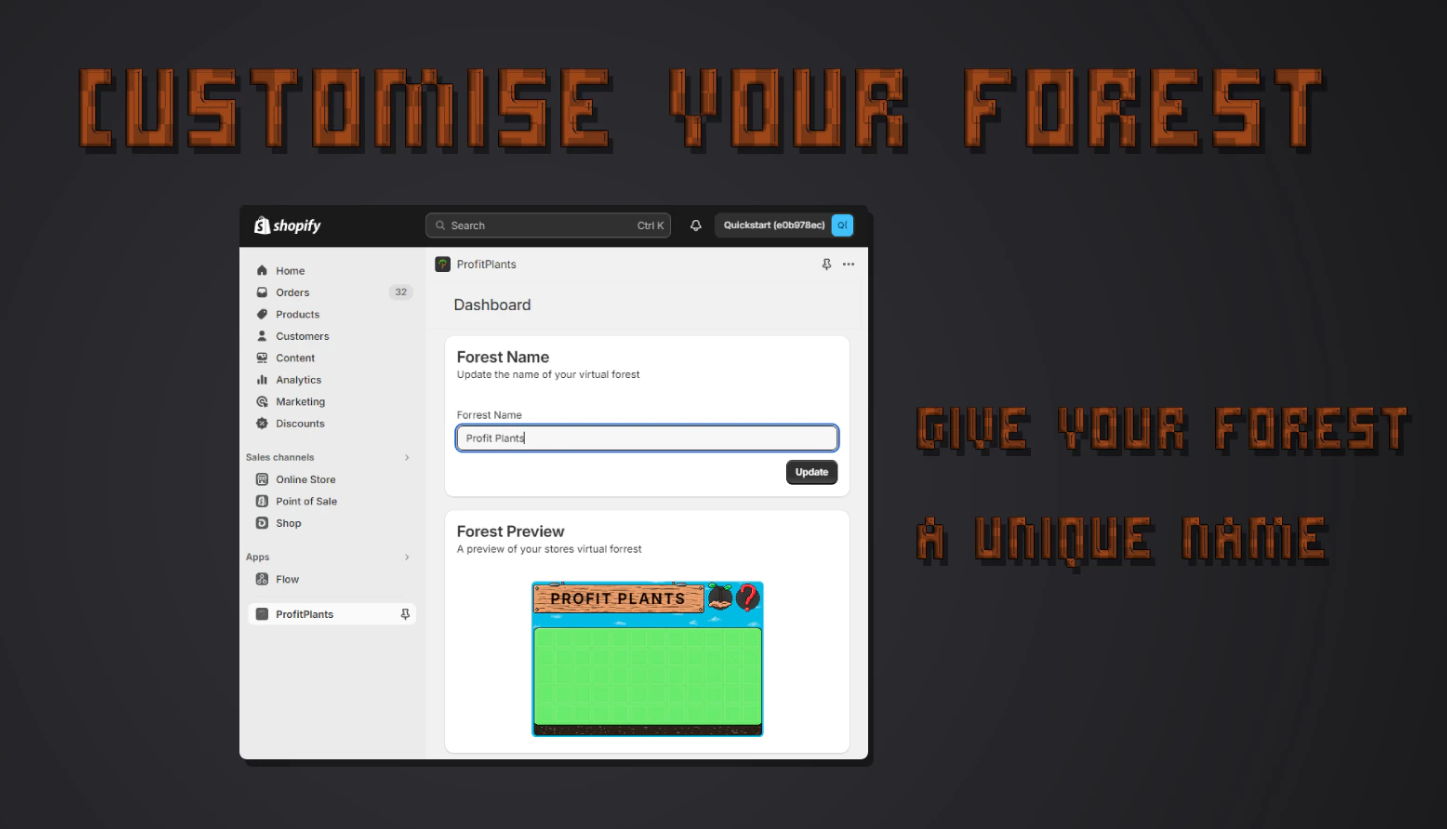 CUSTOMISE YOUR FOREST
shopify
Search
Ctrl K
Quickstart (e0b978ec)
Q(
Home
Orders
32
Products
Customers
Content
Analytics
Marketing
Discounts
Sales channels
Online Store
Point of Sale
Shop
Apps
Flow
ProfitPlants
ProfitPlants
Dashboard
Forest Name
Update the name of your virtual forest
Forrest Name
Profit Plants
Update
Forest Preview
A preview of your stores virtual forrest
PROFIT PLANTS
?
GIVE YOUR FOREST
A UNIQUE NAME